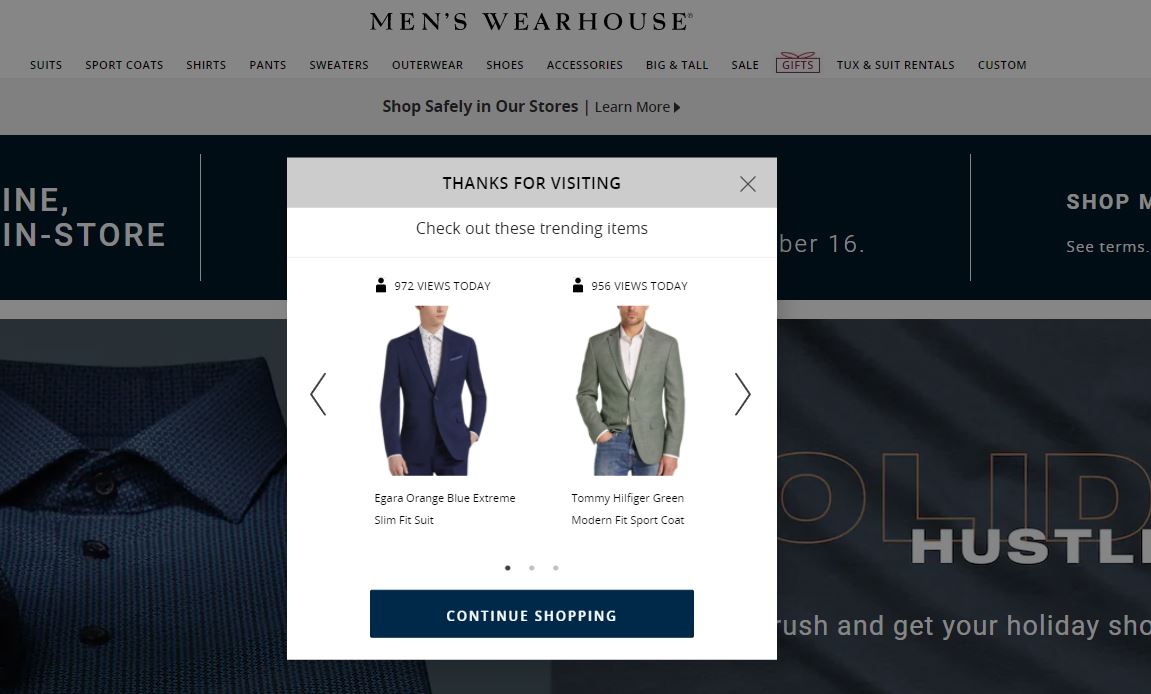 MEN'S WEARHOUSE®
SUITS SPORT COATS SHIRTS PANTS SWEATERS OUTERWEAR SHOES ACCESSORIES BIG & TALL SALE GIFTS TUX & SUIT RENTALS CUSTOM
Shop Safely in Our Stores | Learn More
INE,
IN-STORE
ber 16.
SHOP M
See terms.
THANKS FOR VISITING
Check out these trending items
972 VIEWS TODAY
956 VIEWS TODAY
Egara Orange Blue Extreme
Slim Fit Suit
Tommy Hilfiger Green
Modern Fit Sport Coat
CONTINUE SHOPPING
OLID
HUSTL
rush and get your holiday sho